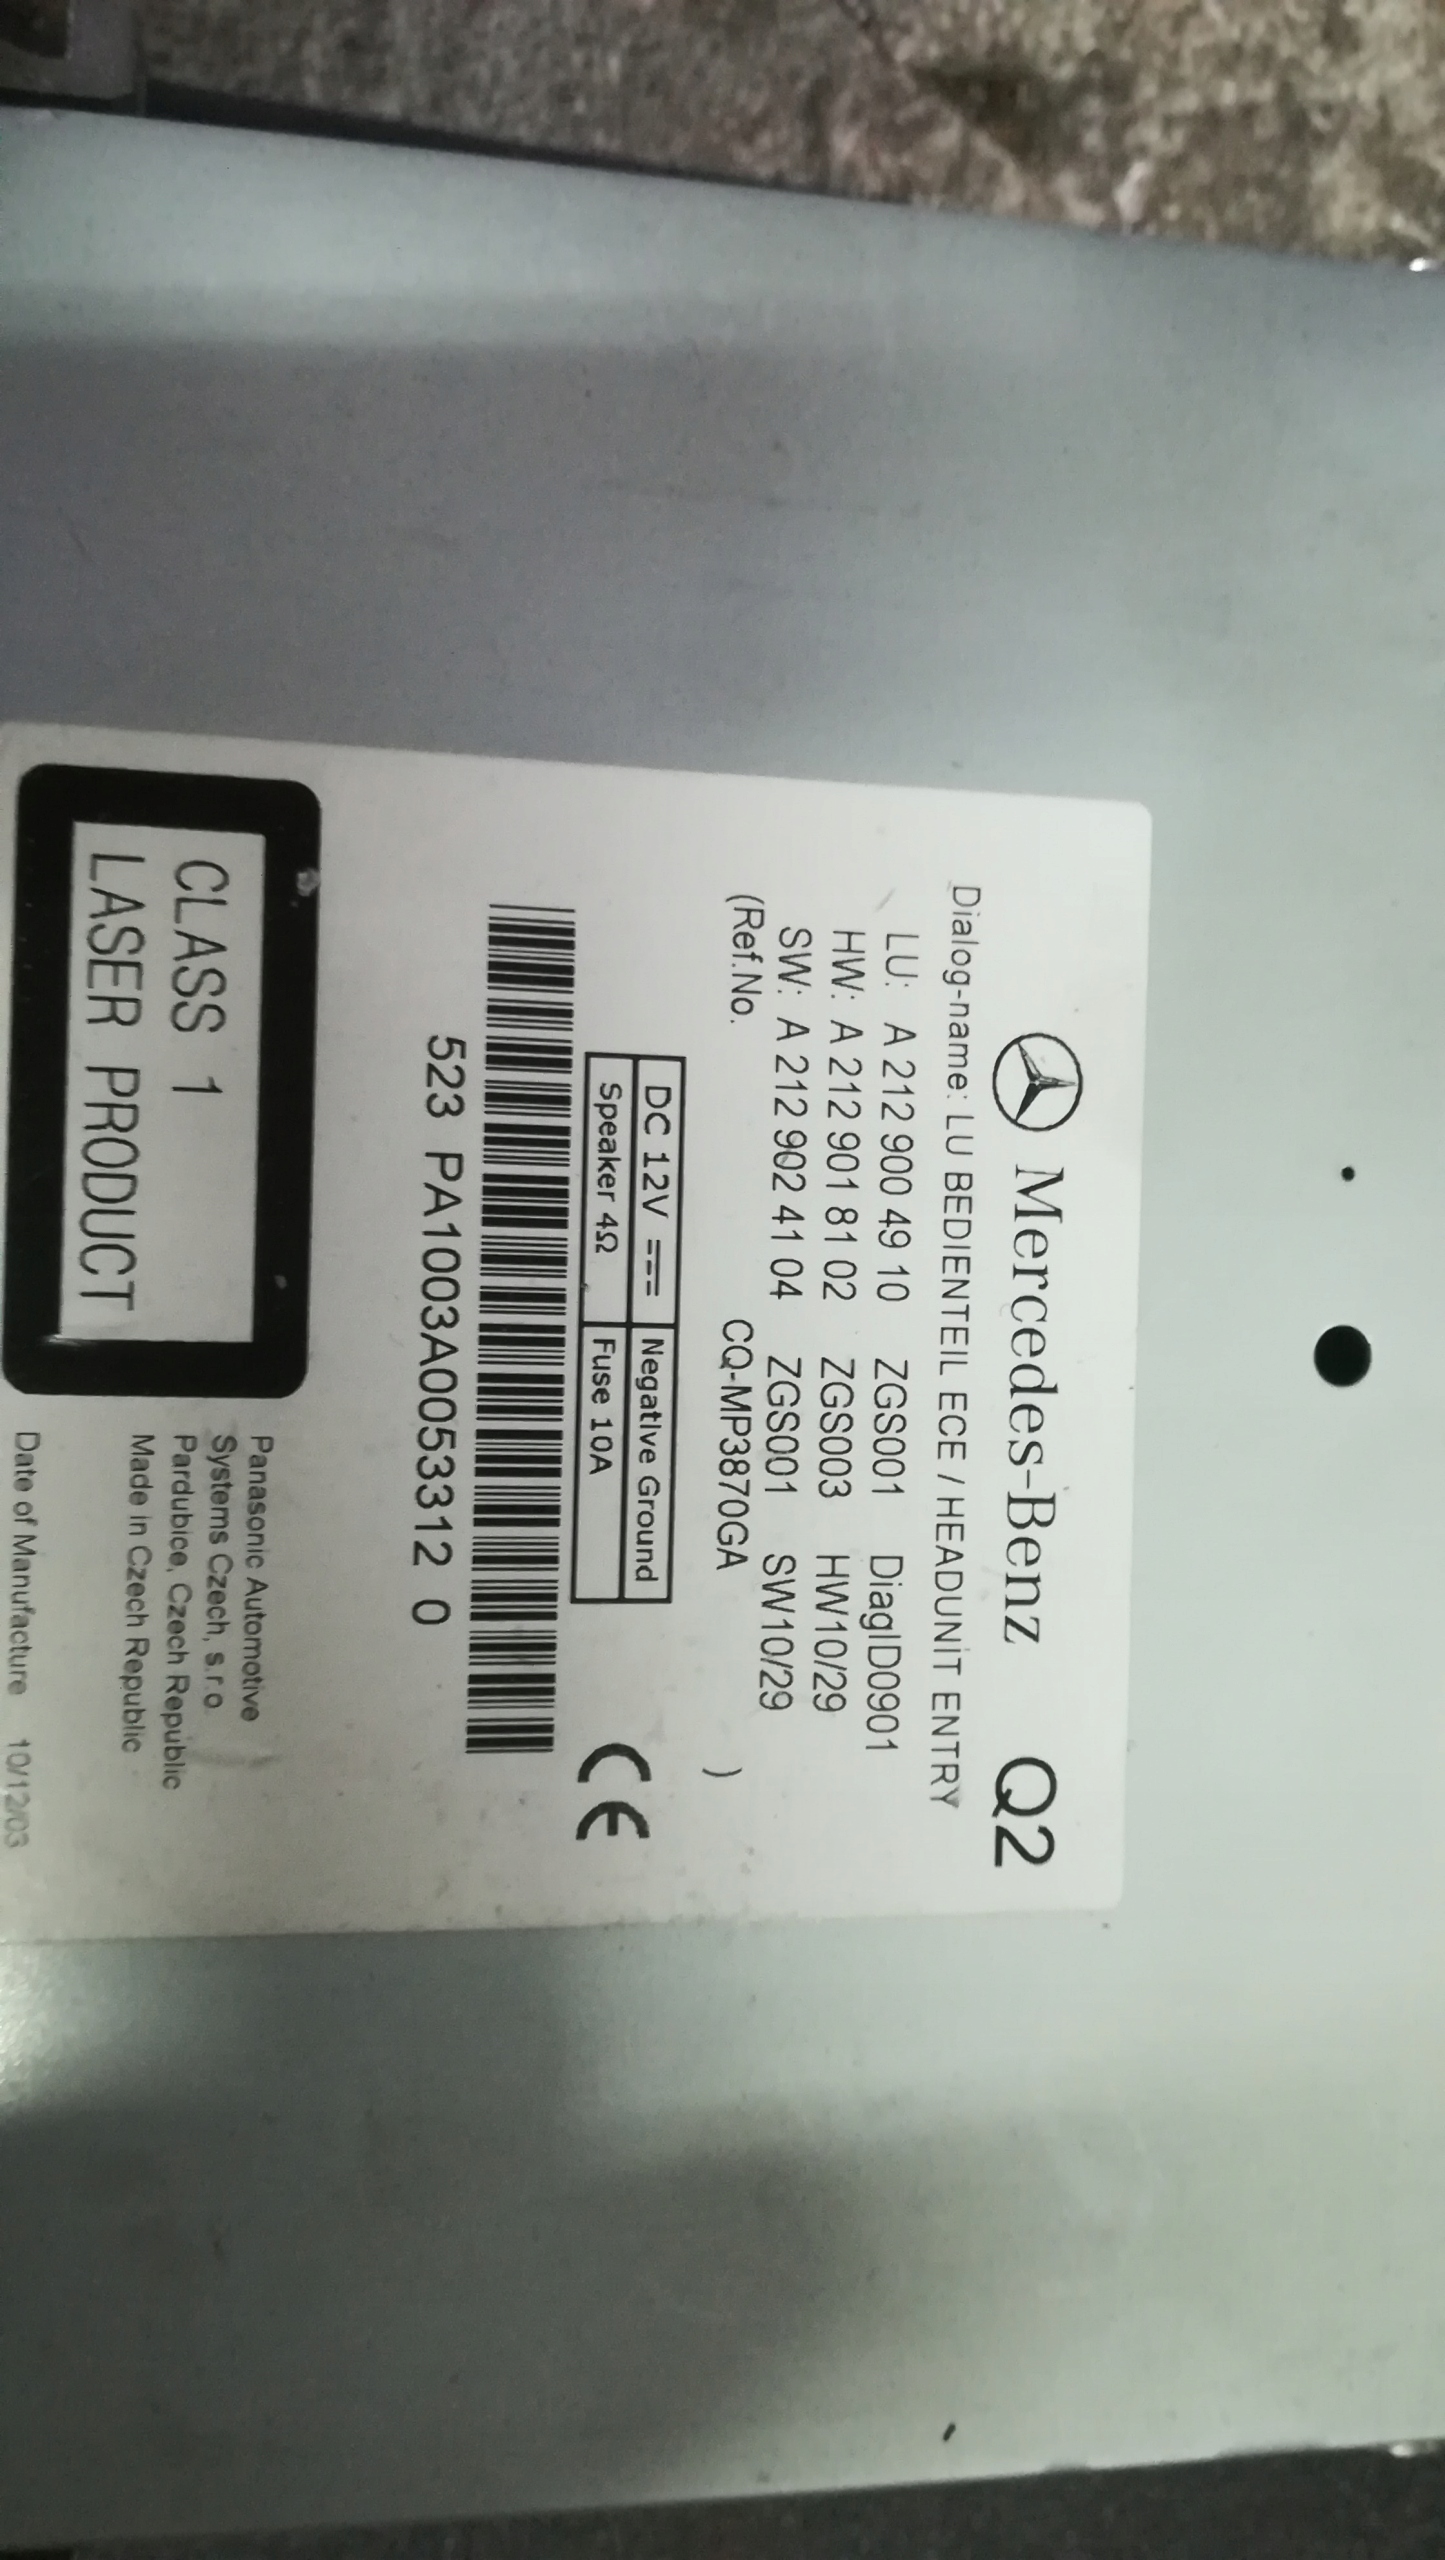 Mercedes-Benz Q2
Dialog-name: LU BEDIENTEIL ECE / HEADUNIT ENTRY
LU: A 212 900 49 10 ZGS001 DiagID0901
HW: A 212 901 81 02 ZGS003 HW10/29
SW: A 212 902 41 04 ZGS001 SW10/29
(Ref.No. CQ-MP3870GA )
DC 12V Negative Ground
Speaker 4Ω Fuse 10A
CE
523 PA1003A0053312 0
CLASS 1
LASER PRODUCT
Panasonic Automotive
Systems Czech, s.r.o.
Pardubice, Czech Republic
Made in Czech Republic
Date of Manufacture 10/12/03